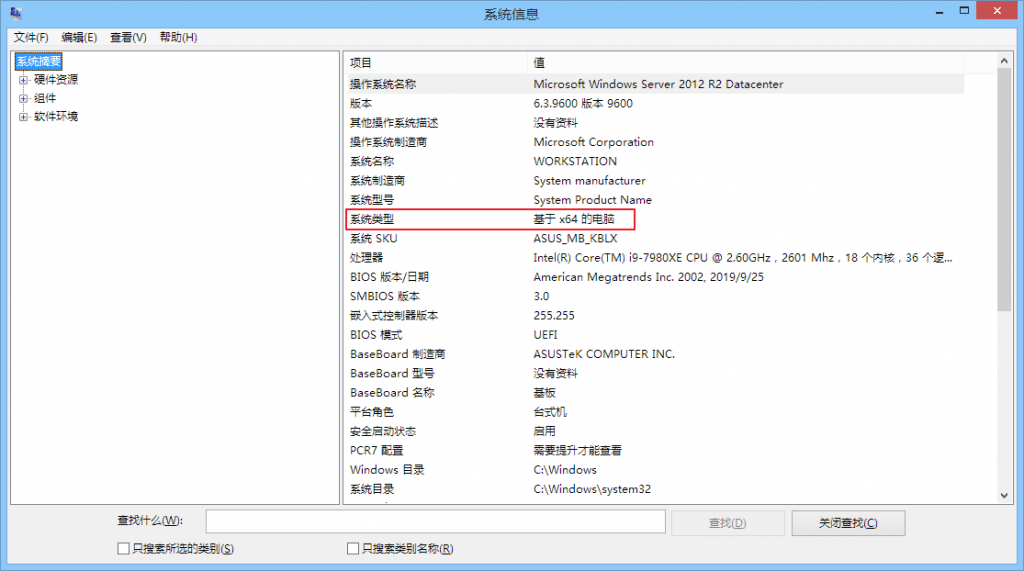 系统信息
文件(F) 编辑(E) 查看(V) 帮助(H)
系统摘要
硬件资源
组件
软件环境
项目 值
操作系统名称 Microsoft Windows Server 2012 R2 Datacenter
版本 6.3.9600 版本 9600
其他操作系统描述 没有资料
操作系统制造商 Microsoft Corporation
系统名称 WORKSTATION
系统制造商 System manufacturer
系统型号 System Product Name
系统类型 基于 x64 的电脑
系统 SKU ASUS_MB_KBLX
处理器 Intel(R) Core(TM) i9-7980XE CPU @ 2.60GHz，2601 Mhz，18 个内核，36 个逻...
BIOS 版本/日期 American Megatrends Inc. 2002, 2019/9/25
SMBIOS 版本 3.0
嵌入式控制器版本 255.255
BIOS 模式 UEFI
BaseBoard 制造商 ASUSTeK COMPUTER INC.
BaseBoard 型号 没有资料
BaseBoard 名称 基板
平台角色 台式机
安全启动状态 启用
PCR7 配置 需要提升才能查看
Windows 目录 C:\Windows
系统目录 C:\Windows\system32
查找什么(W): 查找(D) 关闭查找(C)
只搜索所选的类别(S) 只搜索类别名称(R)